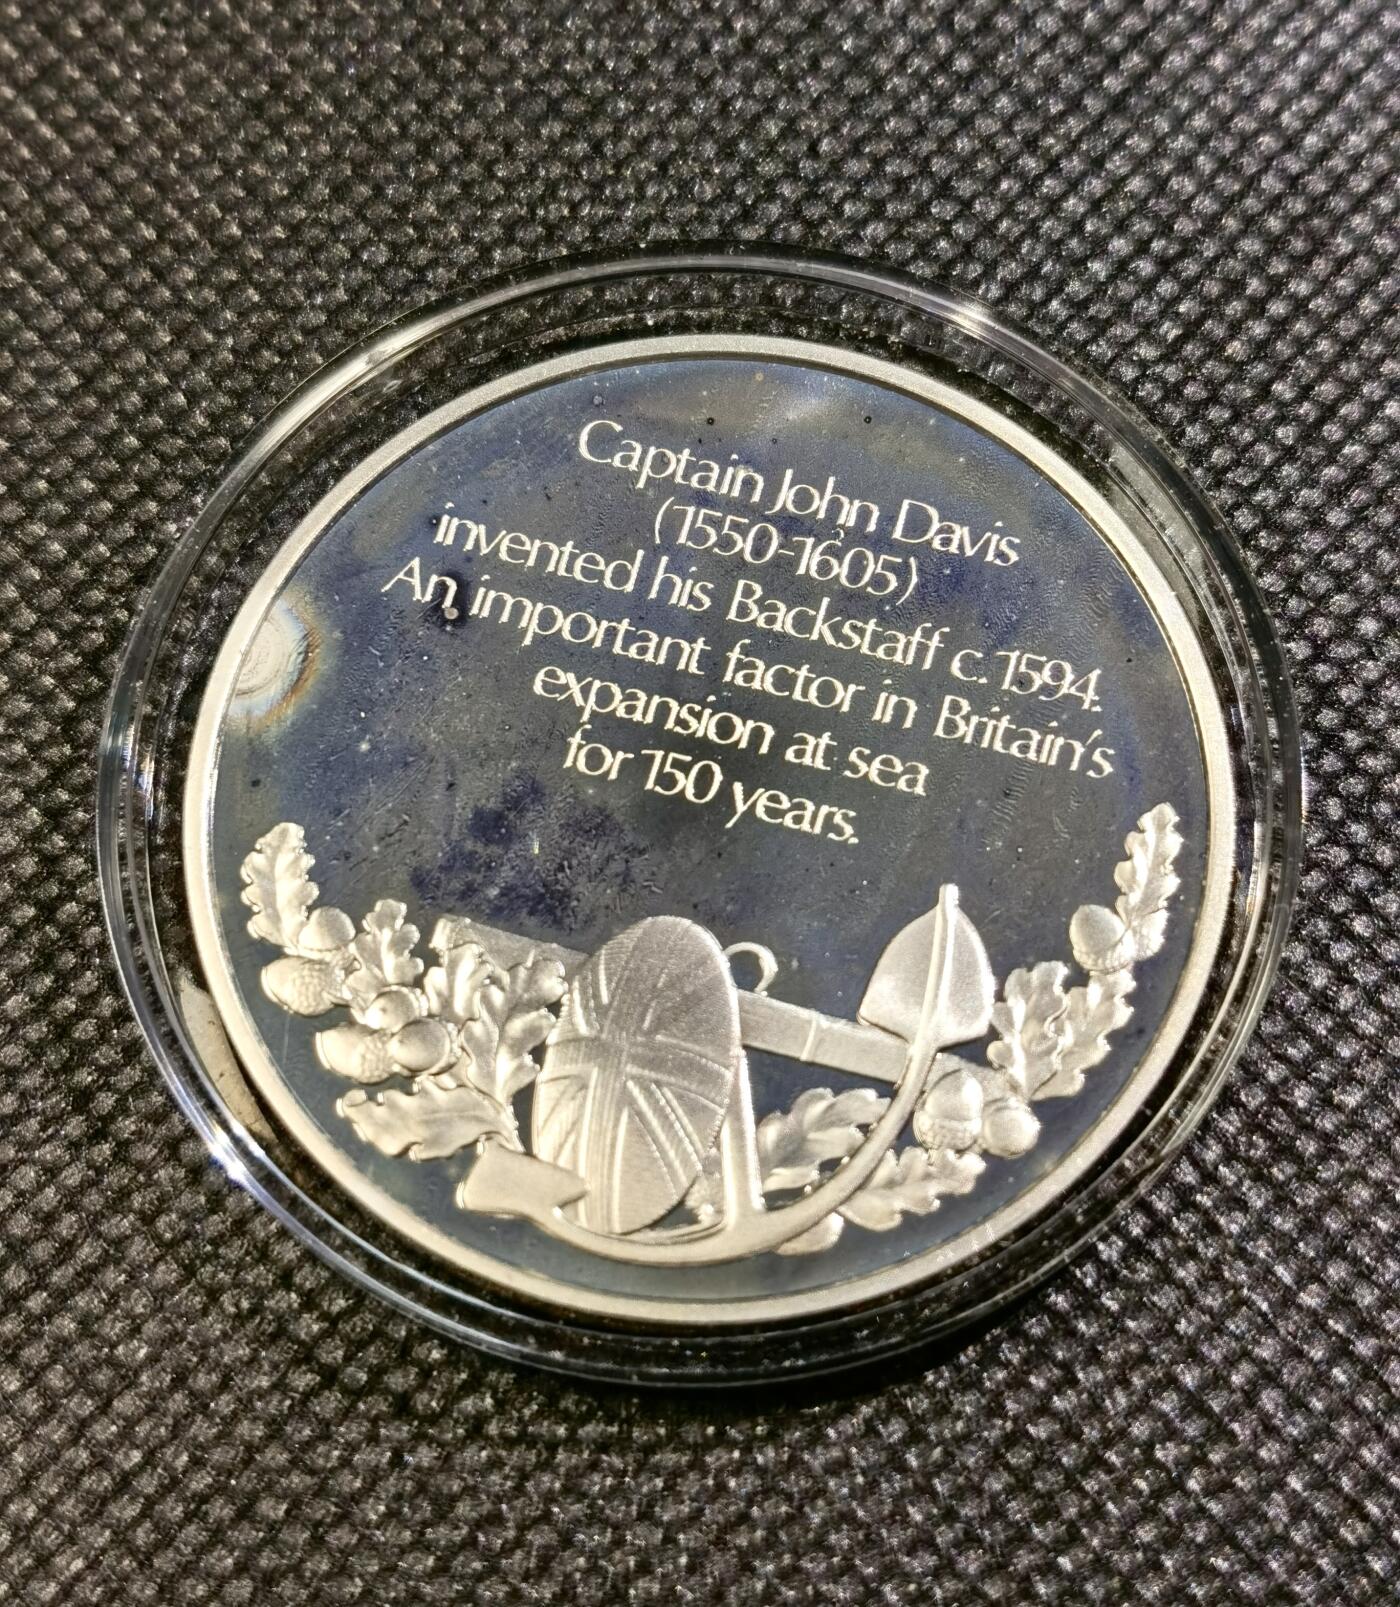 Captain John Davis
(1550-1605)
invented his Backstaff c.1594.
An important factor in Britain's
expansion at sea
for 150 years.